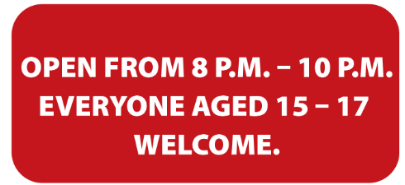 OPEN FROM 8 P.M. – 10 P.M.
EVERYONE AGED 15 – 17
WELCOME.